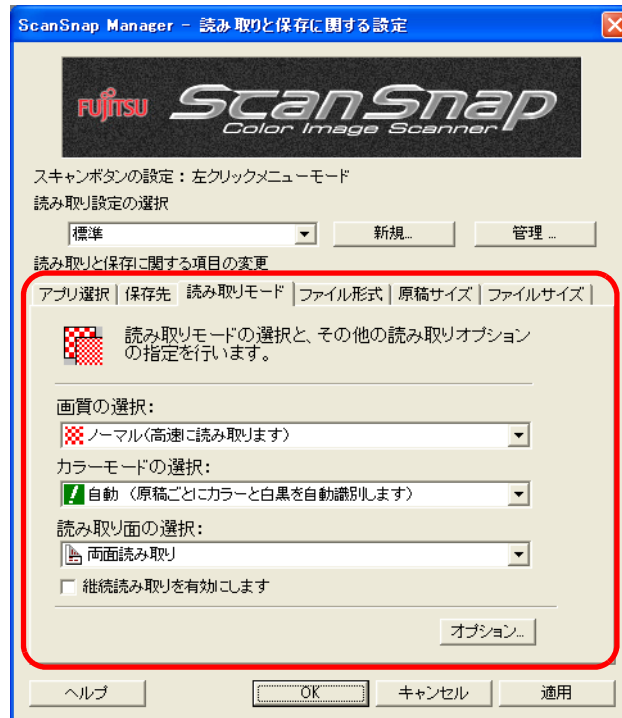 ScanSnap Manager - 読み取りと保存に関する設定
FUJITSU ScanSnap
Color Image Scanner
スキャンボタンの設定：左クリックメニューモード
読み取り設定の選択
標準 新規... 管理 ...
読み取りと保存に関する項目の変更
アプリ選択 保存先 読み取りモード ファイル形式 原稿サイズ ファイルサイズ
読み取りモードの選択と、その他の読み取りオプション
の指定を行います。
画質の選択：
ノーマル(高速に読み取ります)
カラーモードの選択：
自動 （原稿ごとにカラーと白黒を自動識別します）
読み取り面の選択：
両面読み取り
継続読み取りを有効にします
オプション...
ヘルプ OK キャンセル 適用